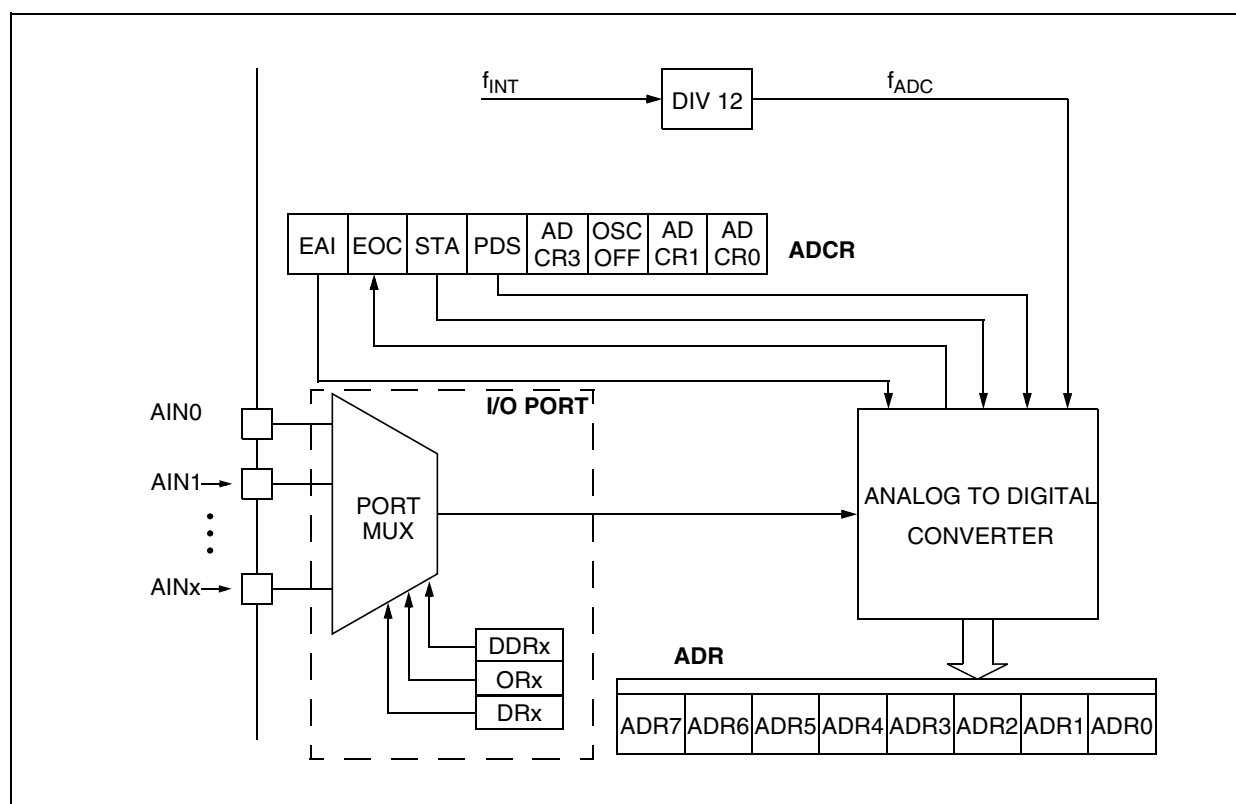 fINT
DIV 12
fADC
EAI EOC STA PDS AD CR3 OSC OFF AD CR1 AD CR0
ADCR
I/O PORT
AIN0
AIN1
AINx
PORT
MUX
ANALOG TO DIGITAL
CONVERTER
DDRx
ORx
DRx
ADR
ADR7 ADR6 ADR5 ADR4 ADR3 ADR2 ADR1 ADR0